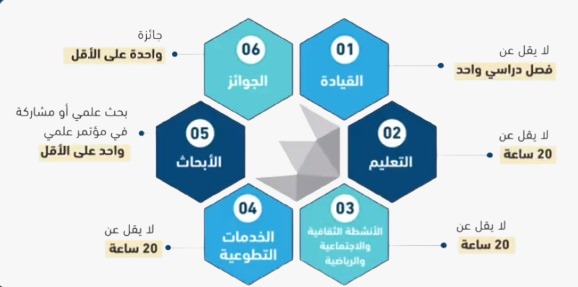 01
القيادة
لا يقل عن
فصل دراسي واحد
02
التعليم
لا يقل عن
20 ساعة
03
الأنشطة الثقافية
والاجتماعية
والرياضية
لا يقل عن
20 ساعة
04
الخدمات
التطوعية
لا يقل عن
20 ساعة
05
الأبحاث
بحث علمي أو مشاركة
في مؤتمر علمي
واحد على الأقل
06
الجوائز
جائزة
واحدة على الأقل